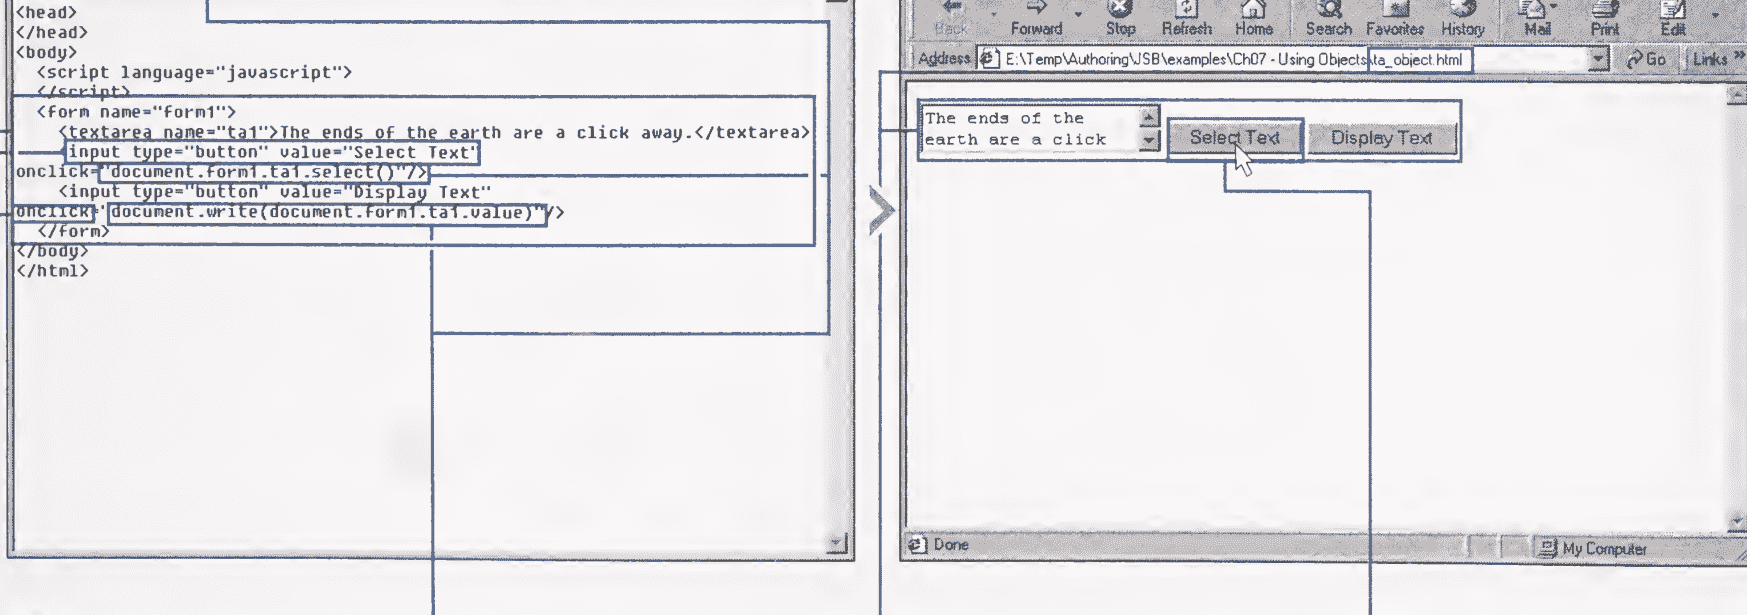 <head>
</head>
<body>
<script language="javascript">
</script>
<form name="form1">
<textarea name="ta1">The ends of the earth are a click away.</textarea>
input type="button" value="Select Text"
onclick="document.form1.ta1.select()"/>
<input type="button" value="Display Text"
onclick="document.write(document.form1.ta1.value)"/>
</form>
</body>
</html>
Back Forward Stop Refresh Home Search Favorites History Mail Print Edit
Address E:\Temp\Authoring\JSB\examples\Ch07 - Using Objects\ta_object.html Go Links »
The ends of the
earth are a click
Select Text Display Text
Done My Computer